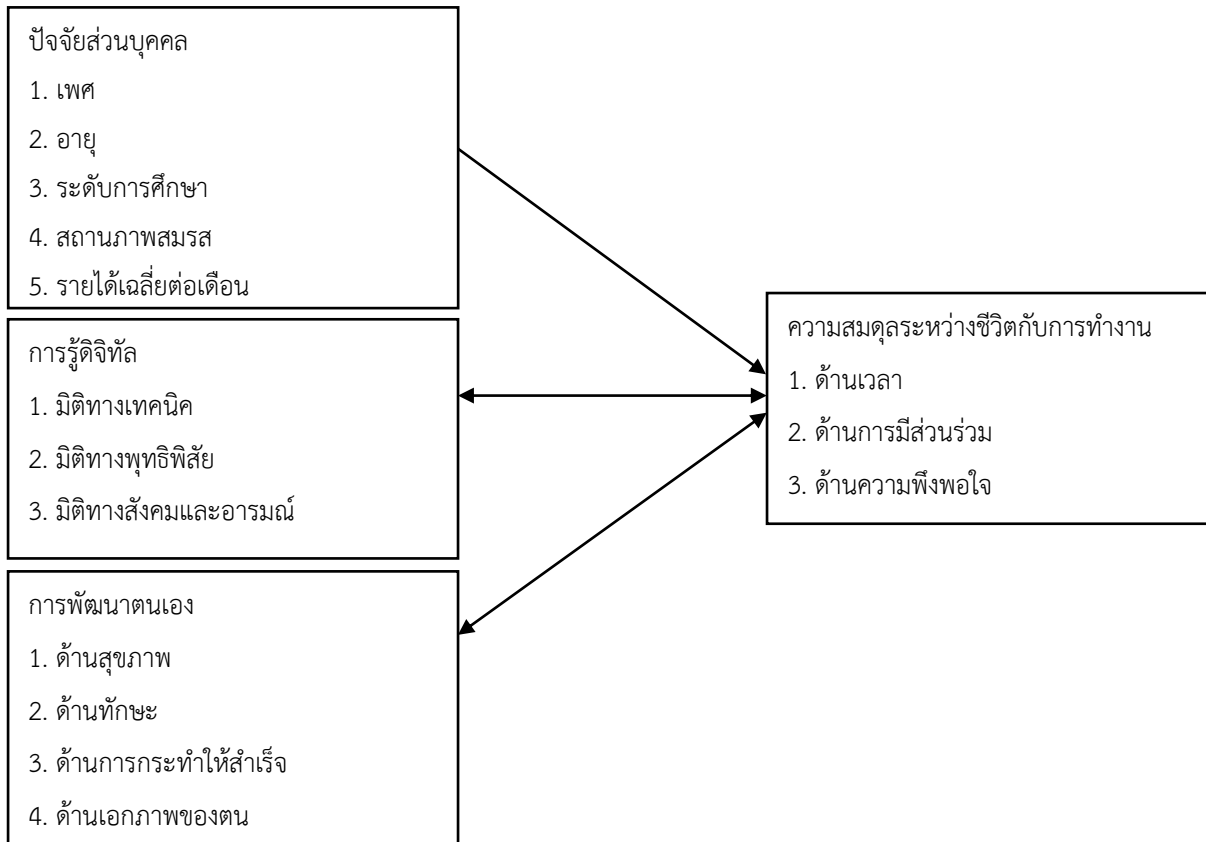 ปัจจัยส่วนบุคคล
1. เพศ
2. อายุ
3. ระดับการศึกษา
4. สถานภาพสมรส
5. รายได้เฉลี่ยต่อเดือน
การรู้ดิจิทัล
1. มิติทางเทคนิค
2. มิติทางพุทธิพิสัย
3. มิติทางสังคมและอารมณ์
การพัฒนาตนเอง
1. ด้านสุขภาพ
2. ด้านทักษะ
3. ด้านการกระทำให้สำเร็จ
4. ด้านเอกภาพของตน
ความสมดุลระหว่างชีวิตกับการทำงาน
1. ด้านเวลา
2. ด้านการมีส่วนร่วม
3. ด้านความพึงพอใจ